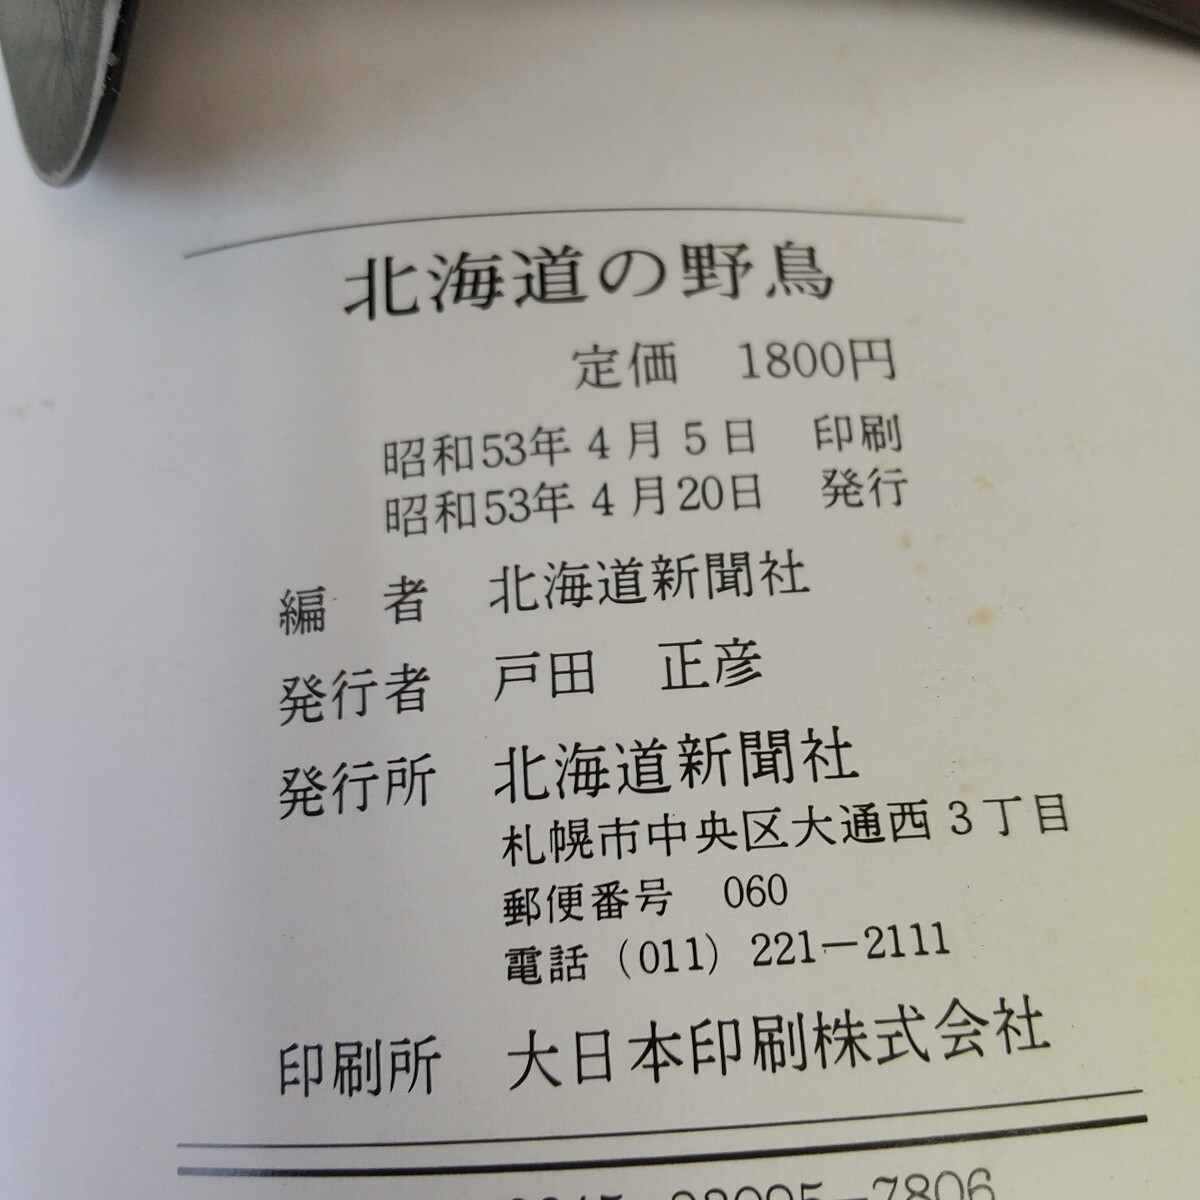 北海道の野鳥
定価　1800円
昭和53年4月5日　印刷
昭和53年4月20日　発行
編　者　北海道新聞社
発行者　戸田　正彦
発行所　北海道新聞社
札幌市中央区大通西3丁目
郵便番号　060
電話（011）221－2111
印刷所　大日本印刷株式会社